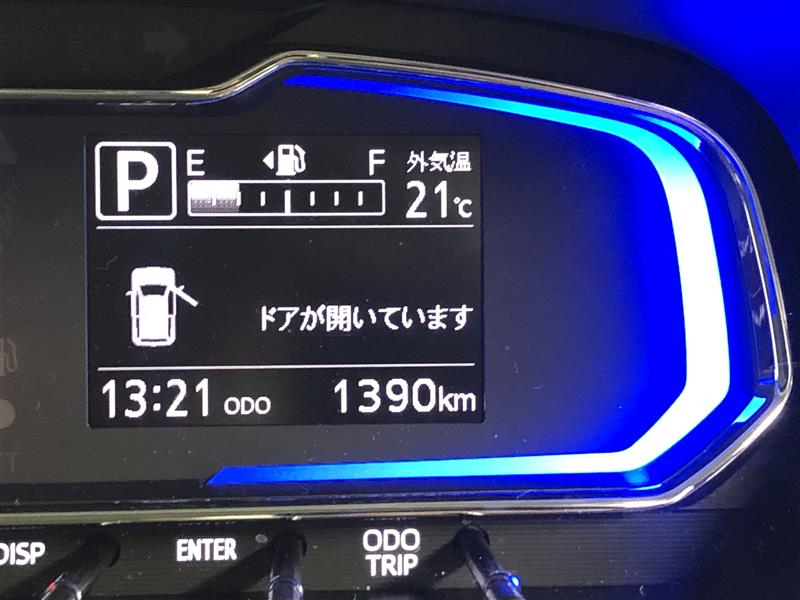 P E F 外気温
21℃
ドアが開いています
13:21 ODO 1390km
DISP ENTER ODO
TRIP